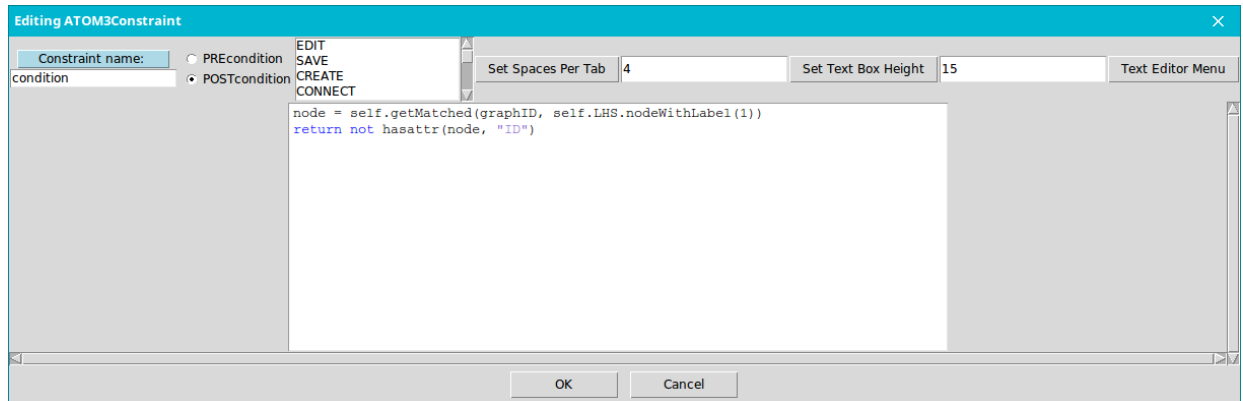 Editing ATOM3Constraint
Constraint name:
condition
PREcondition
POSTcondition
EDIT
SAVE
CREATE
CONNECT
Set Spaces Per Tab
4
Set Text Box Height
15
Text Editor Menu
node = self.getMatched(graphID, self.LHS.nodeWithLabel(1))
return not hasattr(node, "ID")
OK
Cancel